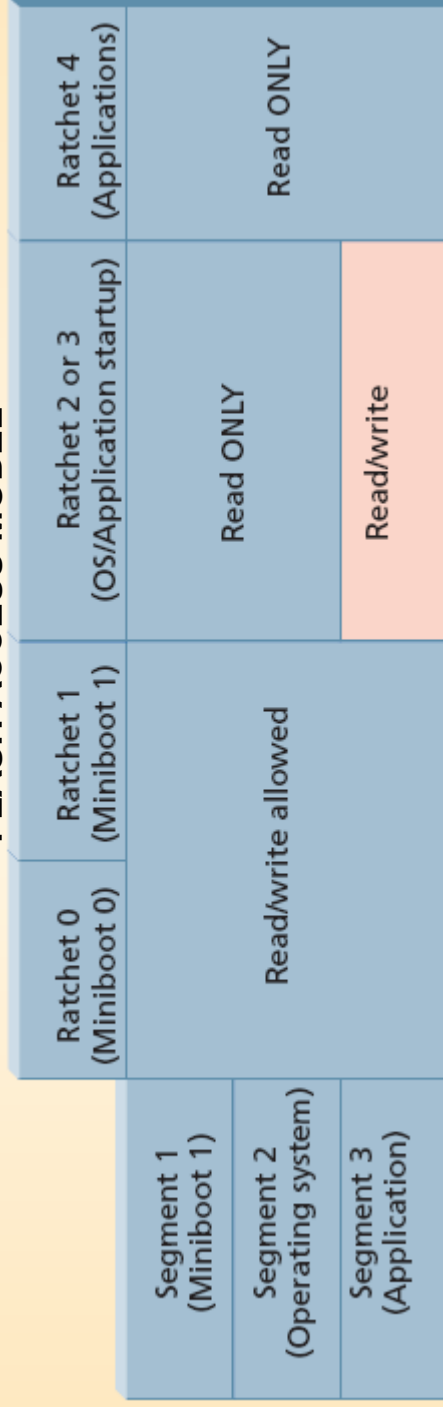 Ratchet 0
(Miniboot 0)
Ratchet 1
(Miniboot 1)
Ratchet 2 or 3
(OS/Application startup)
Ratchet 4
(Applications)
Segment 1
(Miniboot 1)
Segment 2
(Operating system)
Segment 3
(Application)
Read/write allowed
Read ONLY
Read/write
Read ONLY